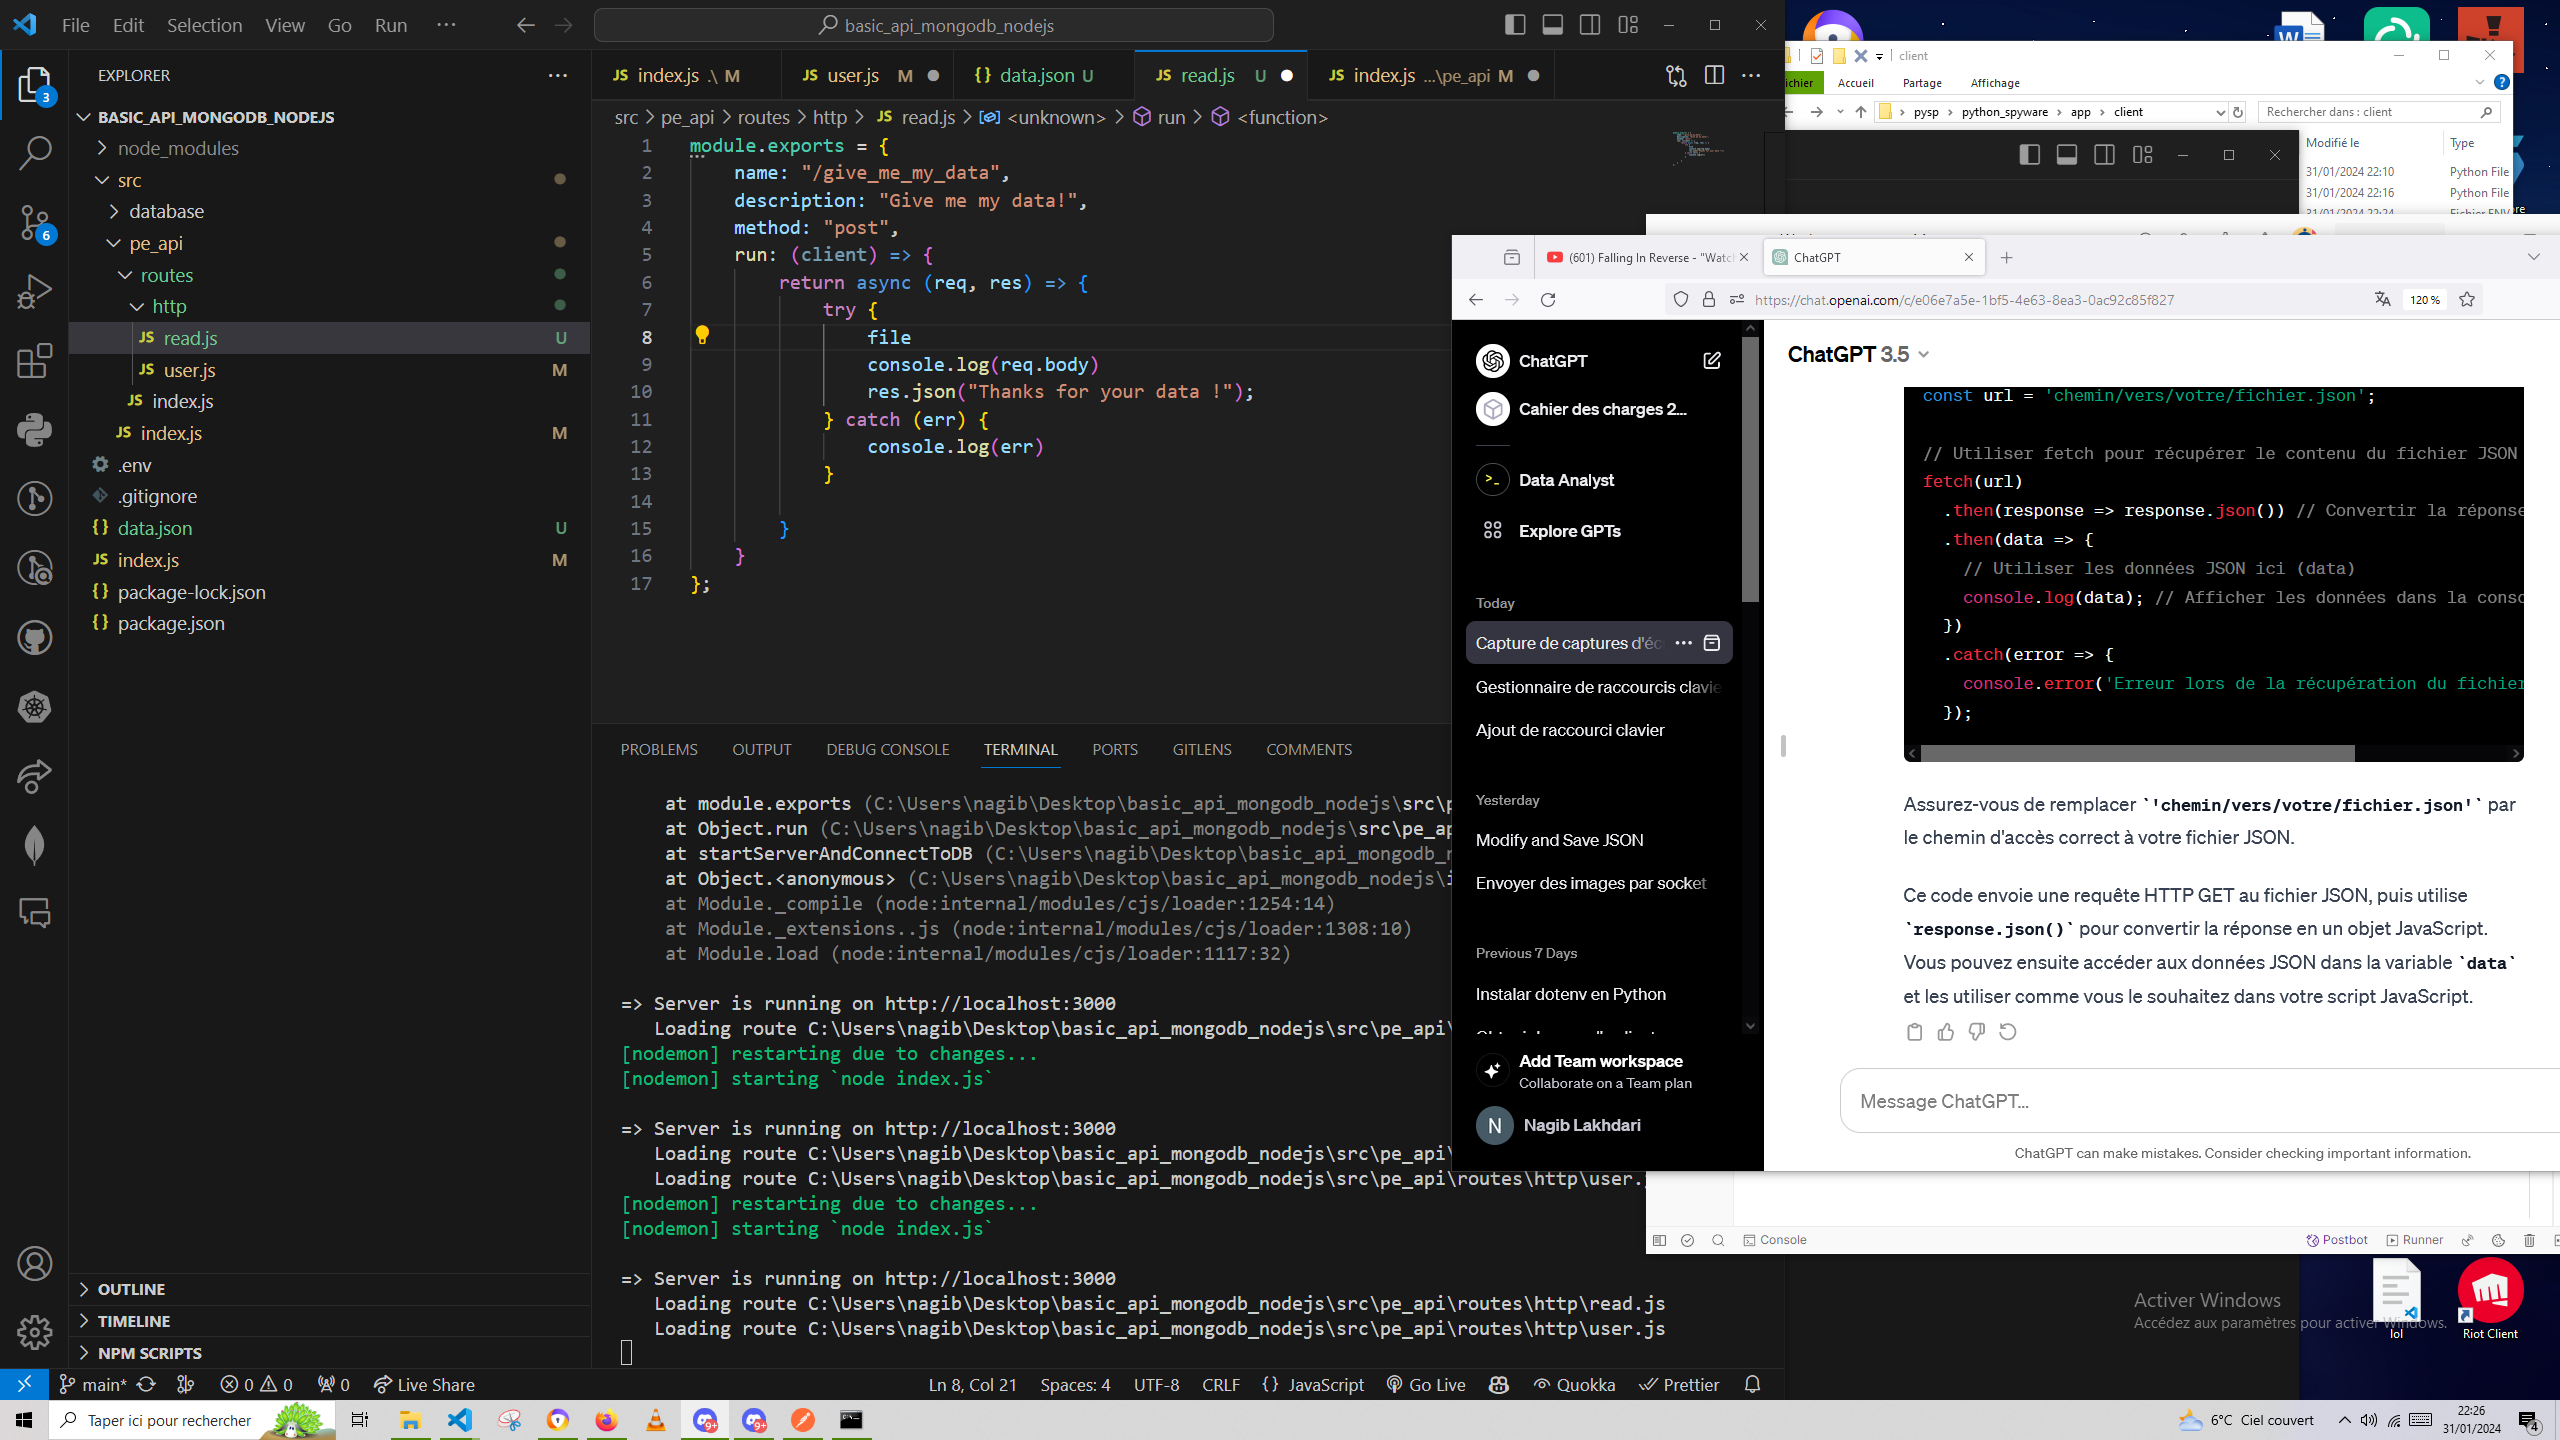 File Edit Selection View Go Run ··· basic_api_mongodb_nodejs
EXPLORER
BASIC_API_MONGODB_NODEJS
node_modules
src
database
pe_api
routes
http
read.js U
user.js M
index.js
index.js M
.env
.gitignore
data.json U
index.js M
package-lock.json
package.json
OUTLINE
TIMELINE
NPM SCRIPTS
3
6
index.js .\ M
user.js M
data.json U
read.js U
index.js ...\pe_api M
src > pe_api > routes > http > read.js > <unknown> > run > <function>
1 module.exports = {
2 name: "/give_me_my_data",
3 description: "Give me my data!",
4 method: "post",
5 run: (client) => {
6 return async (req, res) => {
7 try {
8 file
9 console.log(req.body)
10 res.json("Thanks for your data !");
11 } catch (err) {
12 console.log(err)
13 }
14
15 }
16 }
17 };
PROBLEMS OUTPUT DEBUG CONSOLE TERMINAL PORTS GITLENS COMMENTS
at module.exports (C:\Users\nagib\Desktop\basic_api_mongodb_nodejs\src\
at Object.run (C:\Users\nagib\Desktop\basic_api_mongodb_nodejs\src\pe_ap
at startServerAndConnectToDB (C:\Users\nagib\Desktop\basic_api_mongodb_
at Object.<anonymous> (C:\Users\nagib\Desktop\basic_api_mongodb_nodejs\
at Module._compile (node:internal/modules/cjs/loader:1254:14)
at Module._extensions..js (node:internal/modules/cjs/loader:1308:10)
at Module.load (node:internal/modules/cjs/loader:1117:32)
=> Server is running on http://localhost:3000
Loading route C:\Users\nagib\Desktop\basic_api_mongodb_nodejs\src\pe_api\
[nodemon] restarting due to changes...
[nodemon] starting `node index.js`
=> Server is running on http://localhost:3000
Loading route C:\Users\nagib\Desktop\basic_api_mongodb_nodejs\src\pe_api\
Loading route C:\Users\nagib\Desktop\basic_api_mongodb_nodejs\src\pe_api\routes\http\user.
[nodemon] restarting due to changes...
[nodemon] starting `node index.js`
=> Server is running on http://localhost:3000
Loading route C:\Users\nagib\Desktop\basic_api_mongodb_nodejs\src\pe_api\routes\http\read.js
Loading route C:\Users\nagib\Desktop\basic_api_mongodb_nodejs\src\pe_api\routes\http\user.js
main* 0 0 0 Live Share Ln 8, Col 21 Spaces: 4 UTF-8 CRLF {} JavaScript Go Live Quokka Prettier
client
Accueil Partage Affichage
pysp > python_spyware > app > client
Rechercher dans : client
Modifié le Type
31/01/2024 22:10 Python File
31/01/2024 22:16 Python File
(601) Falling In Reverse - "Watc
ChatGPT
https://chat.openai.com/c/e06e7a5e-1bf5-4e63-8ea3-0ac92c85f827 120 %
ChatGPT
Cahier des charges 2...
Data Analyst
Explore GPTs
Today
Capture de captures d'éc
Gestionnaire de raccourcis clavie
Ajout de raccourci clavier
Yesterday
Modify and Save JSON
Envoyer des images par socket
Previous 7 Days
Instalar dotenv en Python
Add Team workspace
Collaborate on a Team plan
N Nagib Lakhdari
ChatGPT 3.5
const url = 'chemin/vers/votre/fichier.json';
// Utiliser fetch pour récupérer le contenu du fichier JSON
fetch(url)
.then(response => response.json()) // Convertir la réponse
.then(data => {
// Utiliser les données JSON ici (data)
console.log(data); // Afficher les données dans la conso
})
.catch(error => {
console.error('Erreur lors de la récupération du fichier
});
Assurez-vous de remplacer `'chemin/vers/votre/fichier.json'` par
le chemin d'accès correct à votre fichier JSON.
Ce code envoie une requête HTTP GET au fichier JSON, puis utilise
`response.json()` pour convertir la réponse en un objet JavaScript.
Vous pouvez ensuite accéder aux données JSON dans la variable `data`
et les utiliser comme vous le souhaitez dans votre script JavaScript.
Message ChatGPT...
ChatGPT can make mistakes. Consider checking important information.
Console Postbot Runner
Activer Windows
Accédez aux paramètres pour activer Windows.
lol
Riot Client
Taper ici pour rechercher
9+
9+
6°C Ciel couvert
22:26
31/01/2024
4